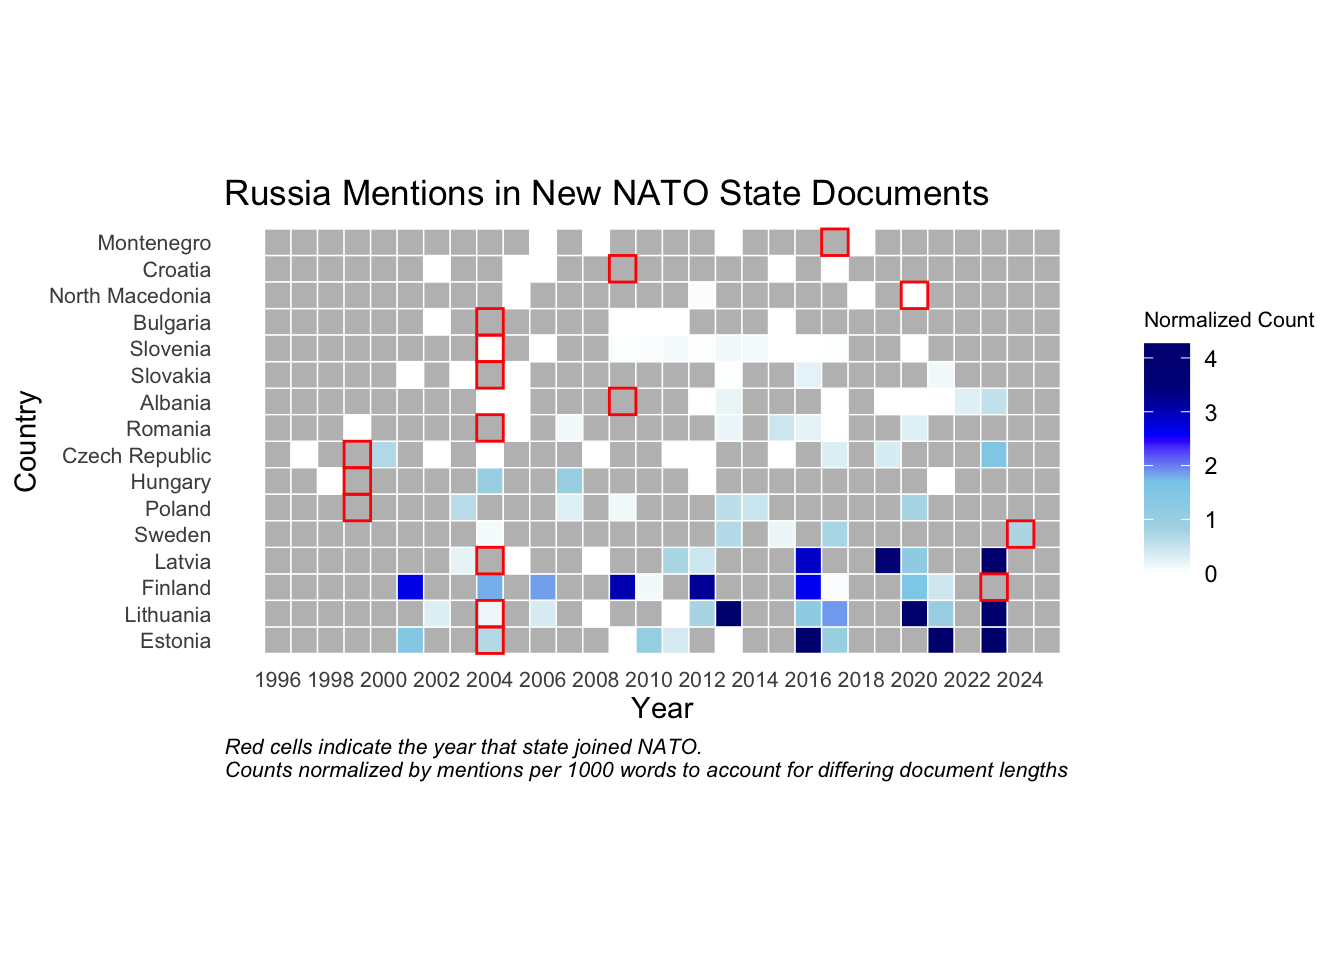 Russia Mentions in New NATO State Documents
Montenegro
Croatia
North Macedonia
Bulgaria
Slovenia
Slovakia
Albania
Romania
Czech Republic
Hungary
Poland
Sweden
Latvia
Finland
Lithuania
Estonia
Country
1996 1998 2000 2002 2004 2006 2008 2010 2012 2014 2016 2018 2020 2022 2024
Year
Red cells indicate the year that state joined NATO.
Counts normalized by mentions per 1000 words to account for differing document lengths
Normalized Count
4
3
2
1
0